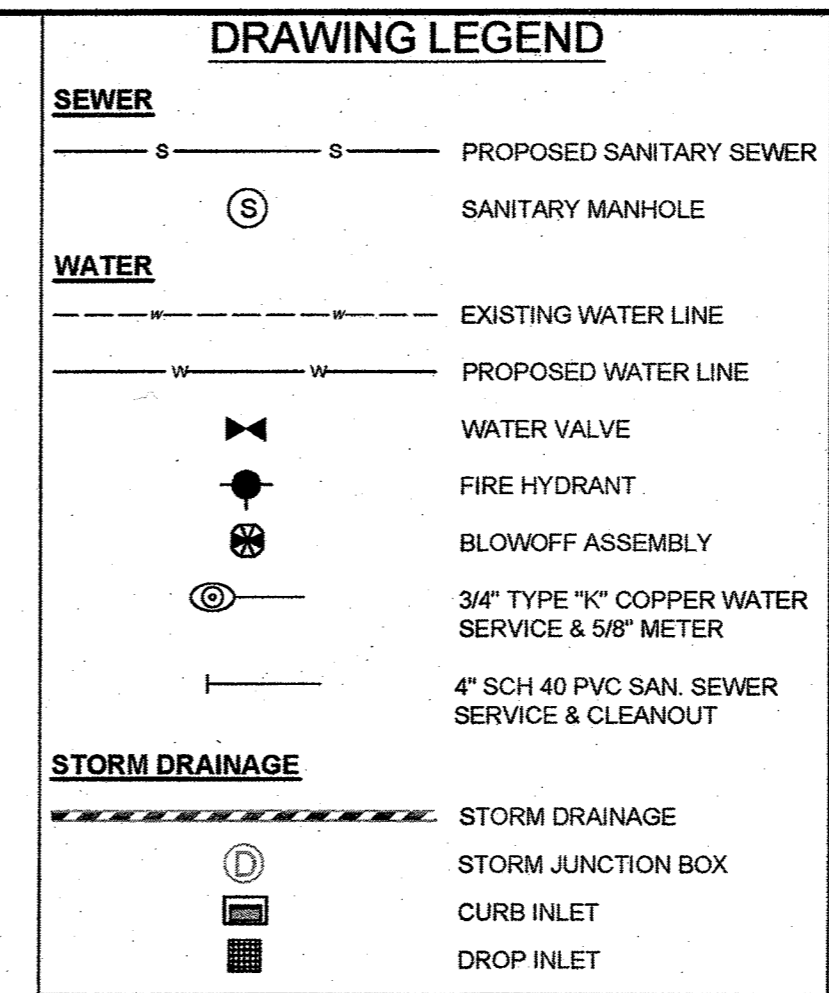 DRAWING LEGEND
SEWER
S S PROPOSED SANITARY SEWER
S SANITARY MANHOLE
WATER
W W EXISTING WATER LINE
W W PROPOSED WATER LINE
WATER VALVE
FIRE HYDRANT
BLOWOFF ASSEMBLY
3/4" TYPE "K" COPPER WATER
SERVICE & 5/8" METER
4" SCH 40 PVC SAN. SEWER
SERVICE & CLEANOUT
STORM DRAINAGE
STORM DRAINAGE
D STORM JUNCTION BOX
CURB INLET
DROP INLET